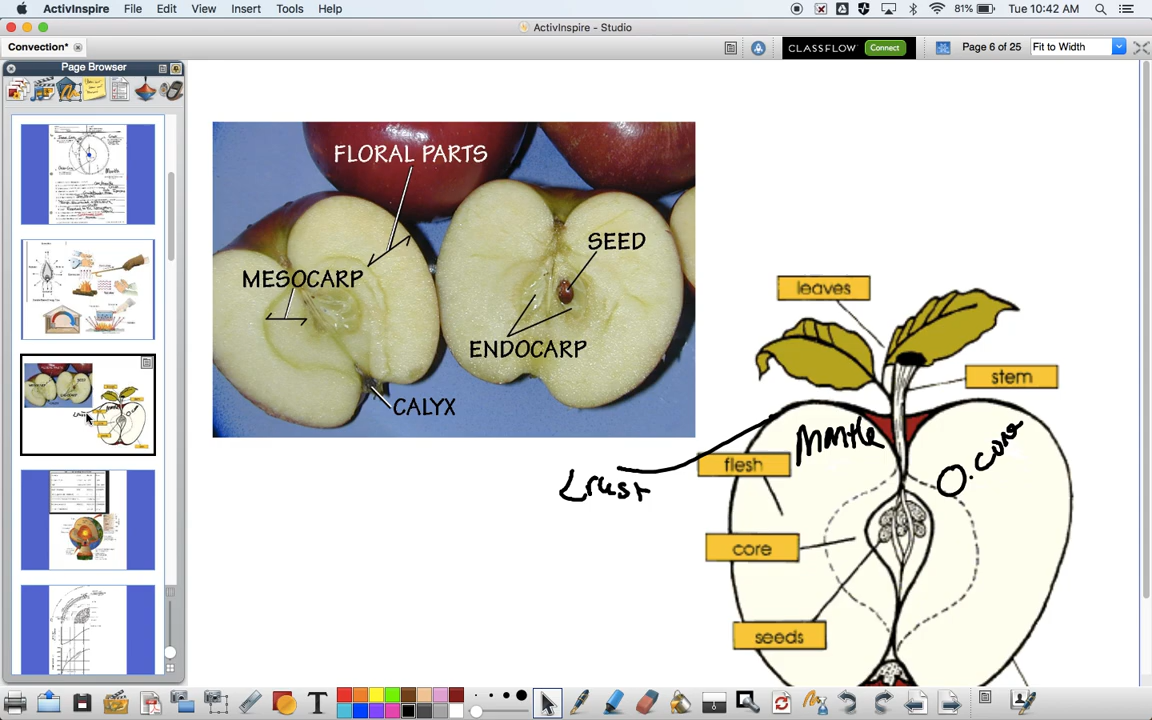 ActivInspire File Edit View Insert Tools Help 81% Tue 10:42 AM
ActivInspire - Studio
Convection*
CLASSFLOW Connect
Page 6 of 25
Fit to Width
Page Browser
FLORAL PARTS
MESOCARP
SEED
ENDOCARP
CALYX
leaves
stem
Mantle
O. core
flesh
Crust
core
seeds